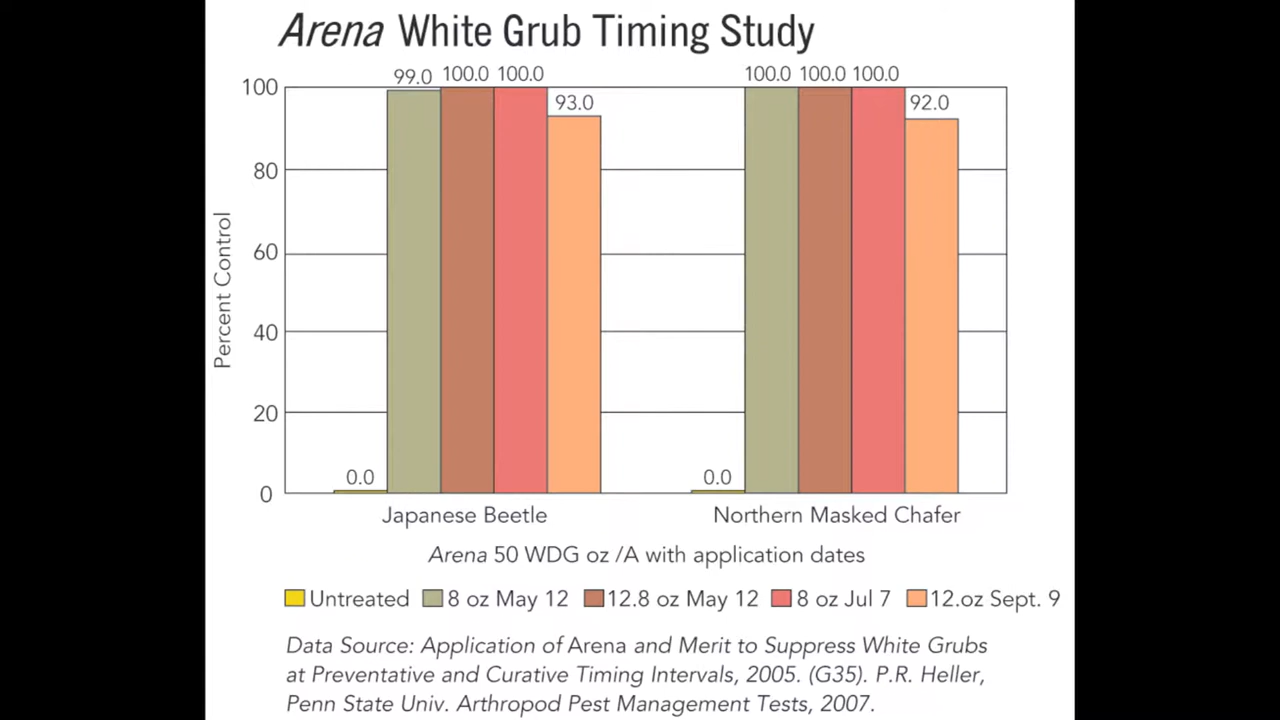 Arena White Grub Timing Study
99.0 100.0 100.0 93.0 100.0 100.0 100.0 92.0
100
80
60
40
20
0
Percent Control
0.0 0.0
Japanese Beetle Northern Masked Chafer
Arena 50 WDG oz /A with application dates
Untreated 8 oz May 12 12.8 oz May 12 8 oz Jul 7 12.oz Sept. 9
Data Source: Application of Arena and Merit to Suppress White Grubs
at Preventative and Curative Timing Intervals, 2005. (G35). P.R. Heller,
Penn State Univ. Arthropod Pest Management Tests, 2007.